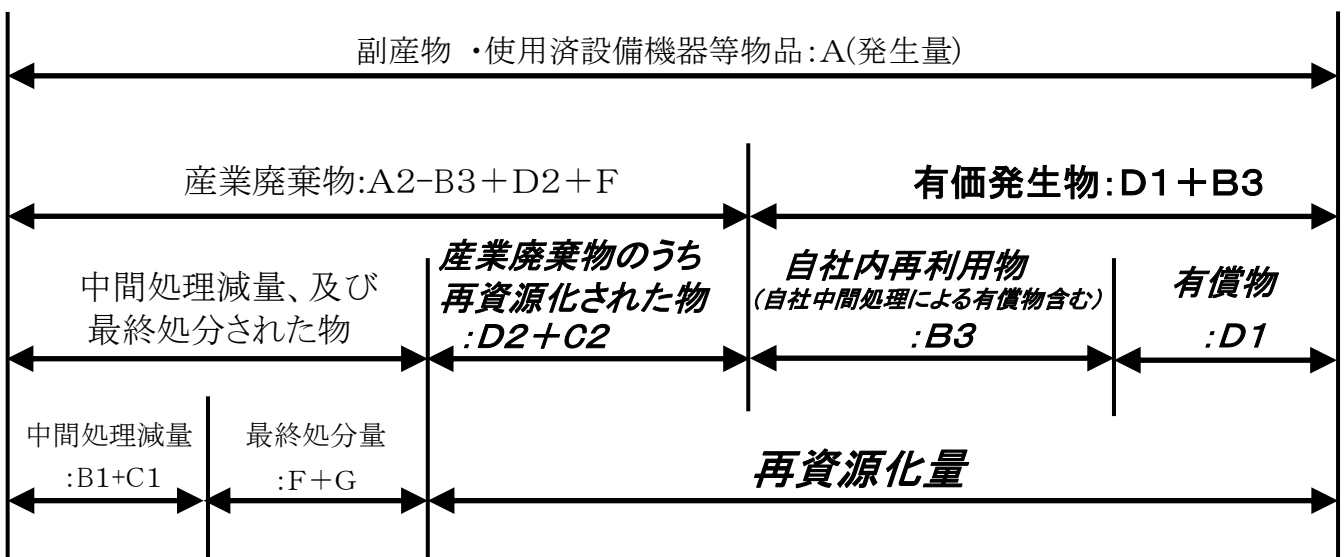 副産物 ・使用済設備機器等物品:A(発生量)
産業廃棄物:A2-B3+D2+F
有価発生物:D1+B3
中間処理減量、及び
最終処分された物
産業廃棄物のうち
再資源化された物
:D2+C2
自社内再利用物
(自社中間処理による有償物含む)
:B3
有償物
:D1
中間処理減量
:B1+C1
最終処分量
:F+G
再資源化量